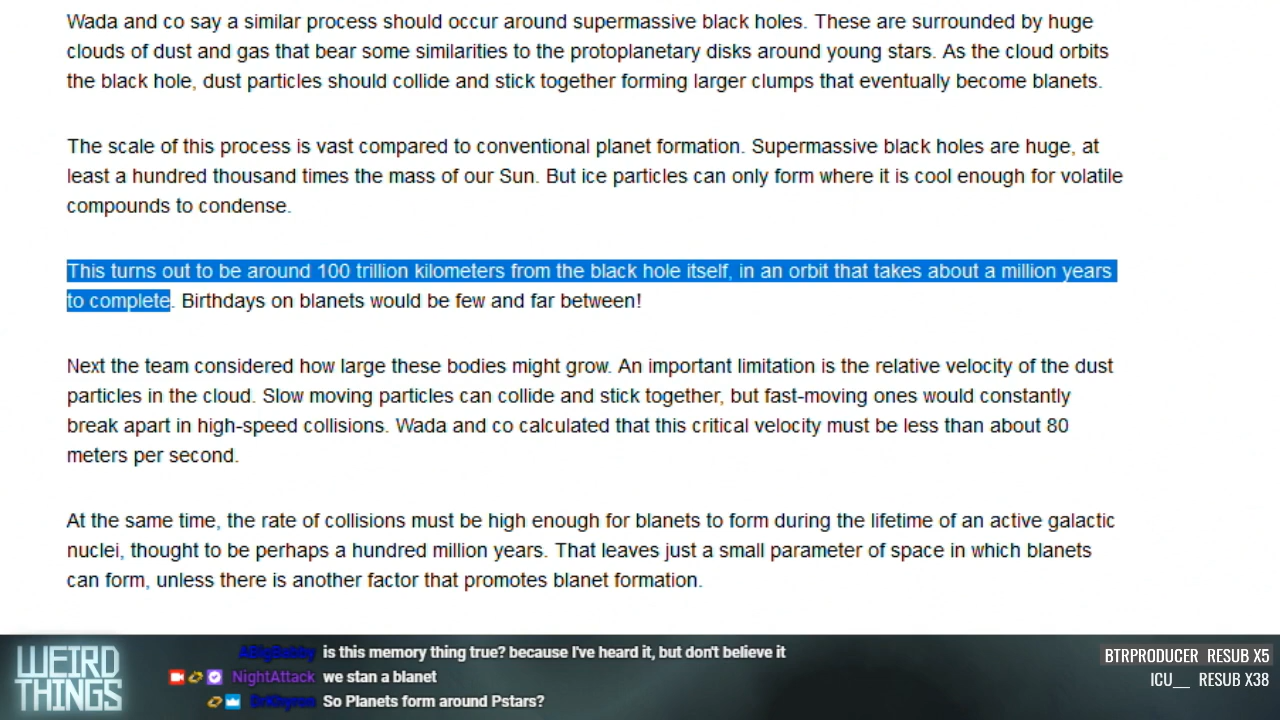 Wada and co say a similar process should occur around supermassive black holes. These are surrounded by huge
clouds of dust and gas that bear some similarities to the protoplanetary disks around young stars. As the cloud orbits
the black hole, dust particles should collide and stick together forming larger clumps that eventually become blanets.
The scale of this process is vast compared to conventional planet formation. Supermassive black holes are huge, at
least a hundred thousand times the mass of our Sun. But ice particles can only form where it is cool enough for volatile
compounds to condense.
This turns out to be around 100 trillion kilometers from the black hole itself, in an orbit that takes about a million years
to complete. Birthdays on blanets would be few and far between!
Next the team considered how large these bodies might grow. An important limitation is the relative velocity of the dust
particles in the cloud. Slow moving particles can collide and stick together, but fast-moving ones would constantly
break apart in high-speed collisions. Wada and co calculated that this critical velocity must be less than about 80
meters per second.
At the same time, the rate of collisions must be high enough for blanets to form during the lifetime of an active galactic
nuclei, thought to be perhaps a hundred million years. That leaves just a small parameter of space in which blanets
can form, unless there is another factor that promotes blanet formation.
WEIRD
THINGS
is this memory thing true? because I've heard it, but don't believe it
NightAttack we stan a blanet
So Planets form around Pstars?
BTRPRODUCER RESUB X5
ICU__ RESUB X38